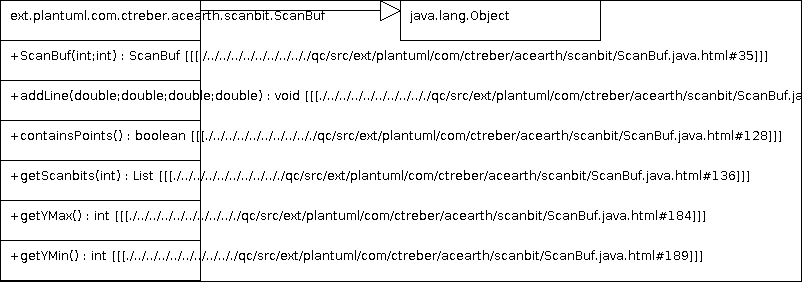 ext.plantuml.com.ctreber.acearth.scanbit.ScanBuf
java.lang.Object
+ScanBuf(int;int) : ScanBuf [[[./../../../../../../../../../qc/src/ext/plantuml/com/ctreber/acearth/scanbit/ScanBuf.java.html#35]]]
+addLine(double;double;double;double) : void [[[./../../../../../../../../../qc/src/ext/plantuml/com/ctreber/acearth/scanbit/ScanBuf.ja
+containsPoints() : boolean [[[./../../../../../../../../../qc/src/ext/plantuml/com/ctreber/acearth/scanbit/ScanBuf.java.html#128]]]
+getScanbits(int) : List [[[./../../../../../../../../../qc/src/ext/plantuml/com/ctreber/acearth/scanbit/ScanBuf.java.html#136]]]
+getYMax() : int [[[./../../../../../../../../../qc/src/ext/plantuml/com/ctreber/acearth/scanbit/ScanBuf.java.html#184]]]
+getYMin() : int [[[./../../../../../../../../../qc/src/ext/plantuml/com/ctreber/acearth/scanbit/ScanBuf.java.html#189]]]